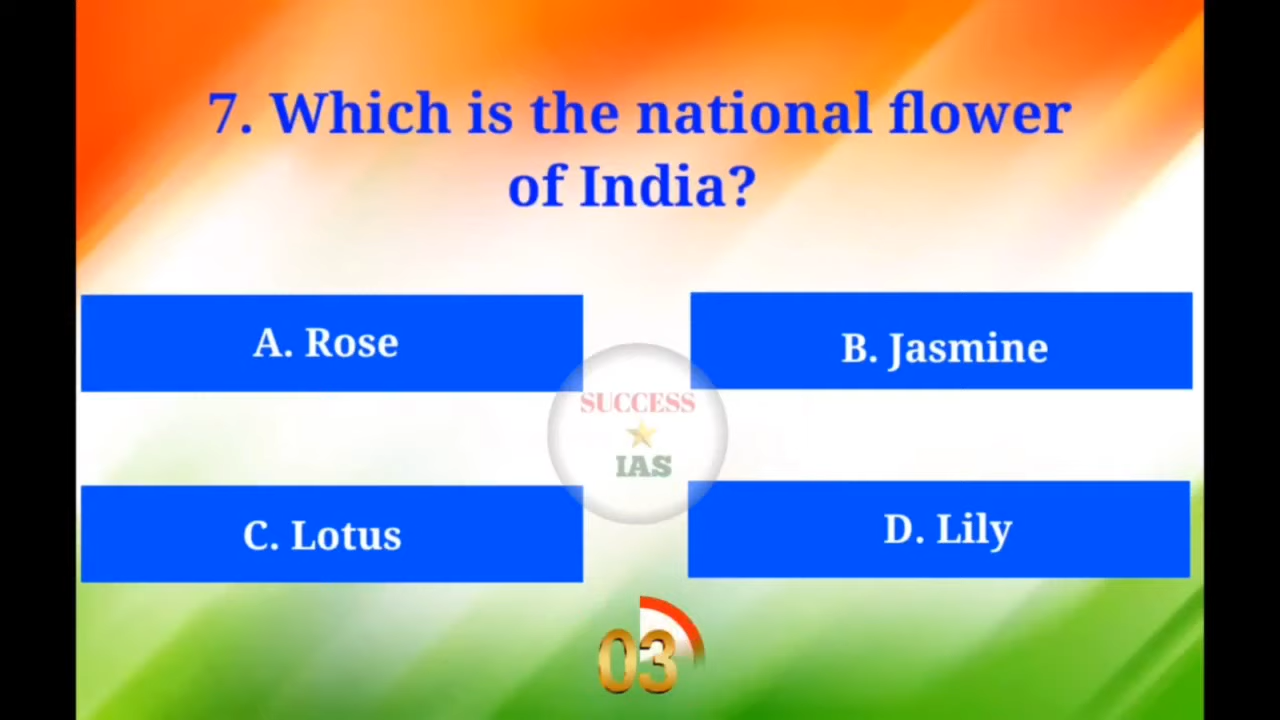 7. Which is the national flower
of India?
A. Rose
B. Jasmine
SUCCESS
IAS
C. Lotus
D. Lily
03